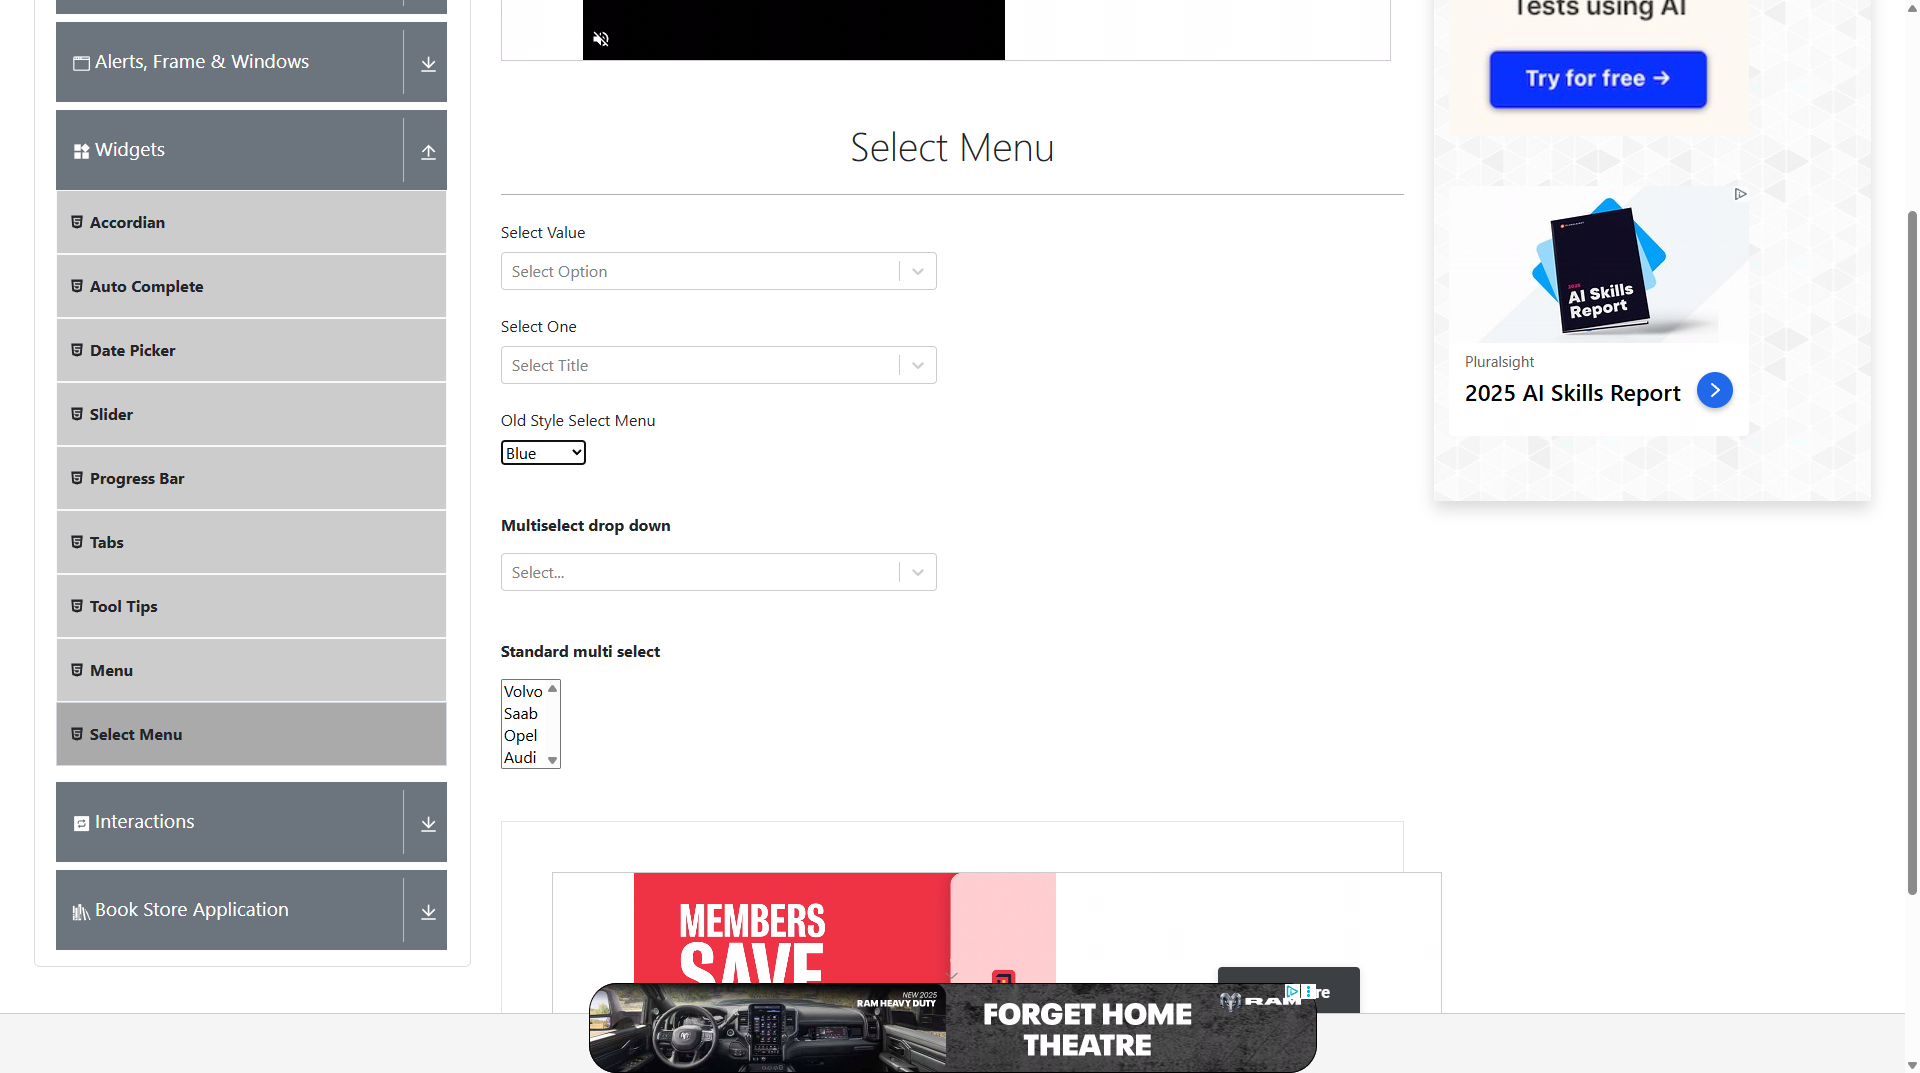 Alerts, Frame & Windows
Widgets
Accordian
Auto Complete
Date Picker
Slider
Progress Bar
Tabs
Tool Tips
Menu
Select Menu
Interactions
Book Store Application
Select Menu
Select Value
Select Option
Select One
Select Title
Old Style Select Menu
Blue
Multiselect drop down
Select...
Standard multi select
Volvo
Saab
Opel
Audi
MEMBERS
SAVE
NEW 2025
RAM HEAVY DUTY
FORGET HOME
THEATRE
RAM
Tests using AI
Try for free →
AI Skills
Report
Pluralsight
2025 AI Skills Report